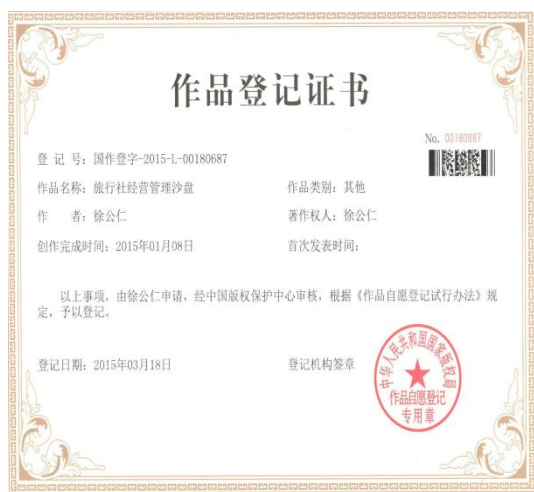 作品登记证书
No. 00180687
登 记 号：国作登字-2015-L-00180687
作品名称：旅行社经营管理沙盘 作品类别：其他
作 者：徐公仁 著作权人：徐公仁
创作完成时间：2015年01月08日 首次发表时间：
以上事项，由徐公仁申请，经中国版权保护中心审核，根据《作品自愿登记试行办法》规
定，予以登记。
登记日期：2015年03月18日 登记机构签章
中华人民共和国国家版权局
作品自愿登记
专用章